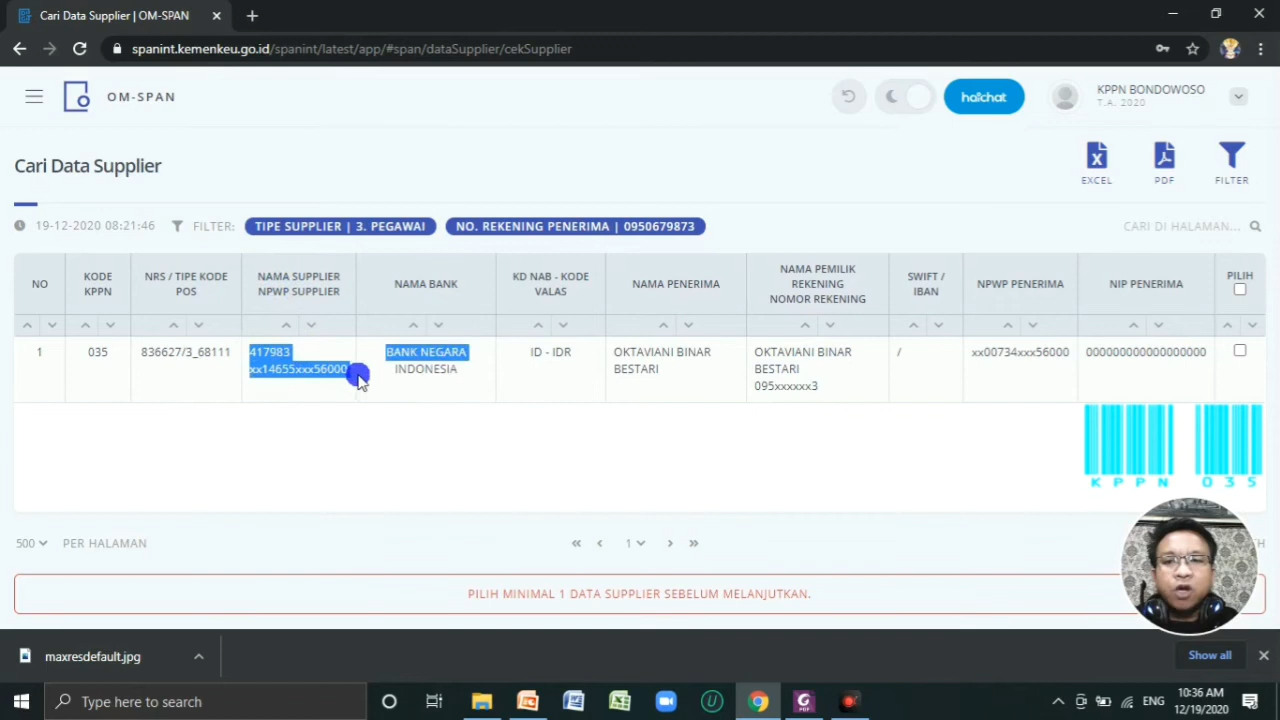 Cari Data Supplier | OM-SPAN
spanint.kemenkeu.go.id/spanint/latest/app/#span/dataSupplier/cekSupplier
OM-SPAN
haichat
KPPN BONDOWOSO
T.A. 2020
Cari Data Supplier
EXCEL
PDF
FILTER
19-12-2020 08:21:46
FILTER:
TIPE SUPPLIER | 3. PEGAWAI
NO. REKENING PENERIMA | 0950679873
CARI DI HALAMAN...
NO
KODE
KPPN
NRS / TIPE KODE
POS
NAMA SUPPLIER
NPWP SUPPLIER
NAMA BANK
KD NAB - KODE
VALAS
NAMA PENERIMA
NAMA PEMILIK
REKENING
NOMOR REKENING
SWIFT /
IBAN
NPWP PENERIMA
NIP PENERIMA
PILIH
1
035
836627/3_68111
417983
xx14655xxx56000
BANK NEGARA
INDONESIA
ID - IDR
OKTAVIANI BINAR
BESTARI
OKTAVIANI BINAR
BESTARI
095xxxxxx3
/
xx00734xxx56000
000000000000000000
KPPN 035
500
PER HALAMAN
1
PILIH MINIMAL 1 DATA SUPPLIER SEBELUM MELANJUTKAN.
maxresdefault.jpg
Show all
Type here to search
ENG
10:36 AM
12/19/2020